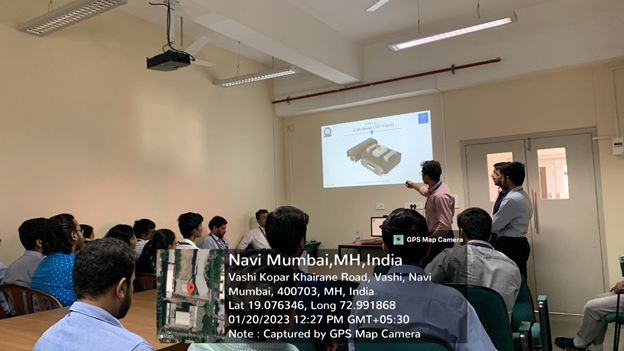 GPS Map Camera
Navi Mumbai,MH,India
Vashi Kopar Khairane Road, Vashi, Navi
Mumbai, 400703, MH, India
Lat 19.076346, Long 72.991868
01/20/2023 12:27 PM GMT+05:30
Note : Captured by GPS Map Camera